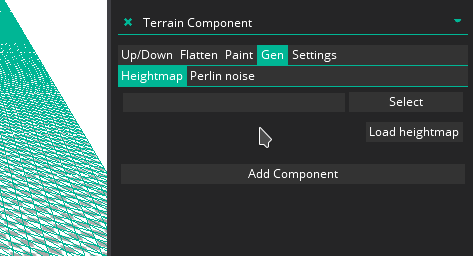 Terrain Component
Up/Down Flatten Paint Gen Settings
Heightmap Perlin noise
Select
Load heightmap
Add Component